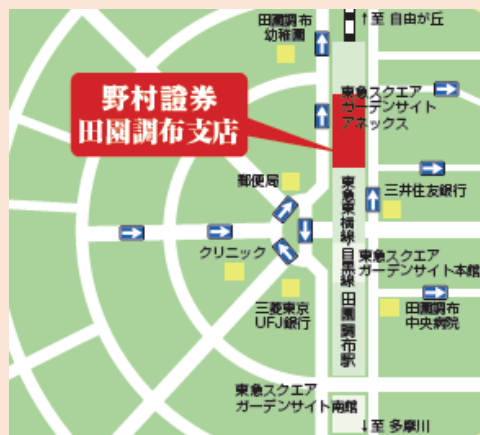 田園調布
幼稚園
↑至 自由が丘
野村證券
田園調布支店
東急スクエア
ガーデンサイト
アネックス
郵便局
三井住友銀行
東急東横線 目黒線 田園調布駅
クリニック
東急スクエア
ガーデンサイト本館
三菱東京
UFJ銀行
田園調布
中央病院
東急スクエア
ガーデンサイト南館
↓至 多摩川